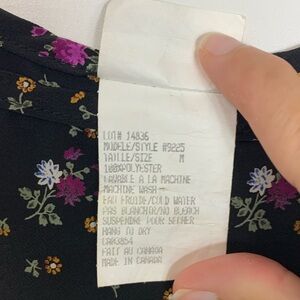 LOT# 14836
MODELE/STYLE #9225
TAILLE/SIZE M
100%POLYESTER
LAVABLE A LA MACHINE
MACHINE WASH
EAU FROIDE/COLD WATER
PAS BLANCHIR/NO BLEACH
SUSPENDRE POUR SECHER
HANG TO DRY
CA03854
FAIT AU CANADA
MADE IN CANADA